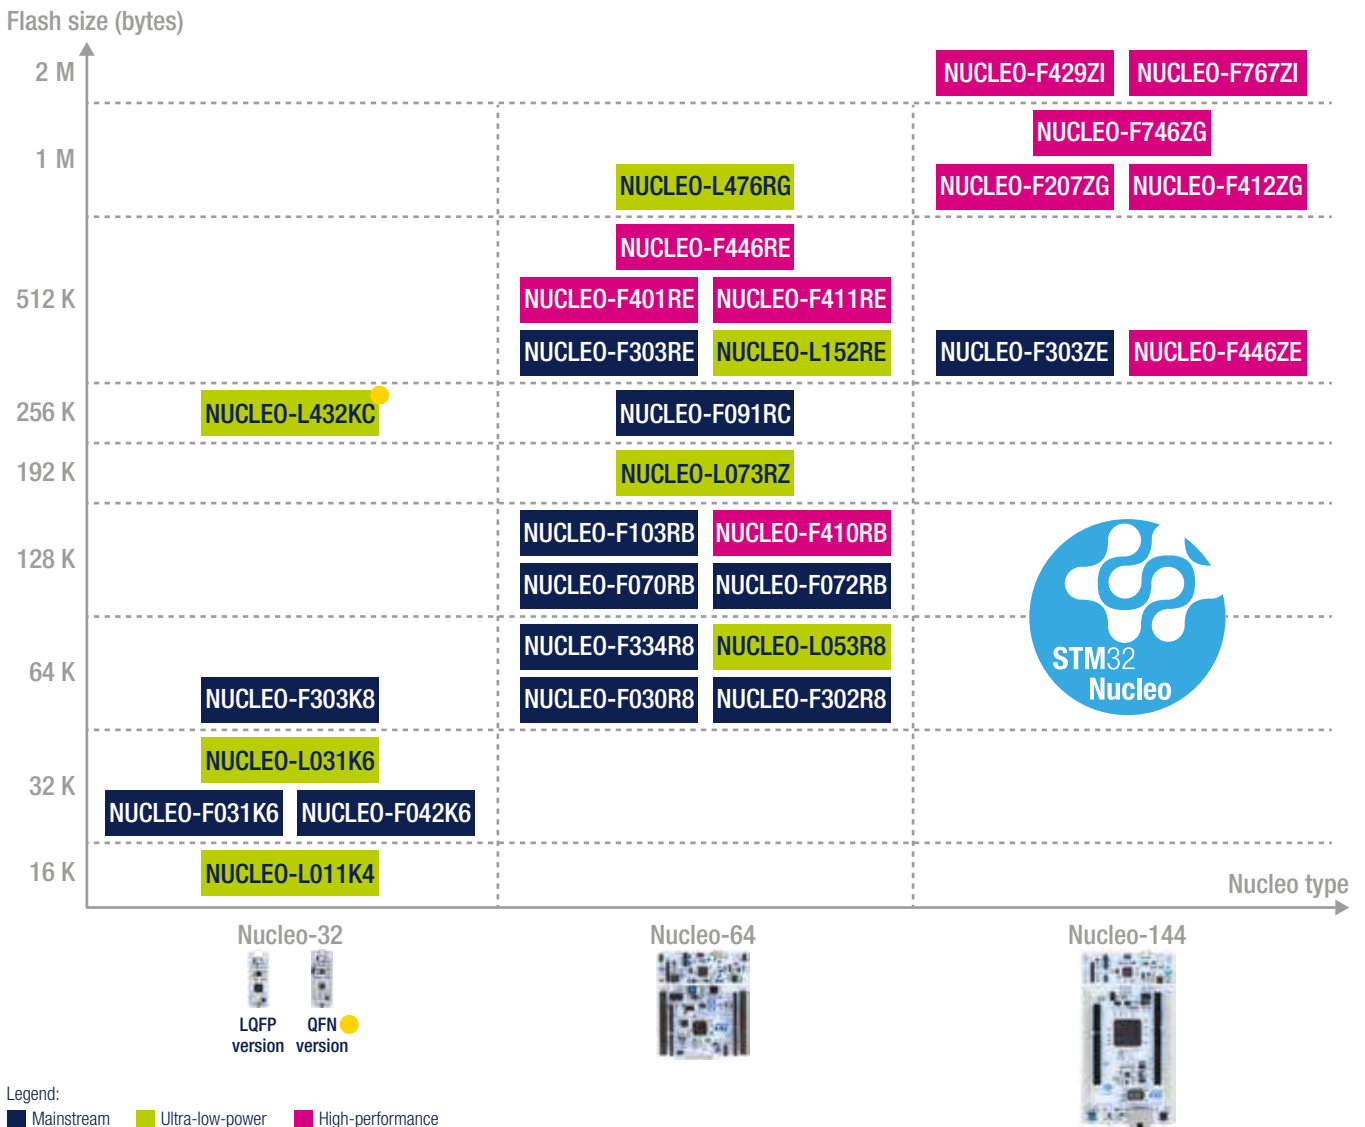 Flash size (bytes)
2 M
NUCLEO-F429ZI NUCLEO-F767ZI
NUCLEO-F746ZG
1 M
NUCLEO-L476RG NUCLEO-F207ZG NUCLEO-F412ZG
NUCLEO-F446RE
512 K
NUCLEO-F401RE NUCLEO-F411RE
NUCLEO-F303RE NUCLEO-L152RE NUCLEO-F303ZE NUCLEO-F446ZE
256 K
NUCLEO-L432KC NUCLEO-F091RC
192 K
NUCLEO-L073RZ
NUCLEO-F103RB NUCLEO-F410RB
128 K
NUCLEO-F070RB NUCLEO-F072RB
NUCLEO-F334R8 NUCLEO-L053R8
64 K
NUCLEO-F303K8 NUCLEO-F030R8 NUCLEO-F302R8
STM32
Nucleo
NUCLEO-L031K6
32 K
NUCLEO-F031K6 NUCLEO-F042K6
16 K
NUCLEO-L011K4
Nucleo type
Nucleo-32 Nucleo-64 Nucleo-144
LQFP version
QFN version
Legend:
Mainstream Ultra-low-power High-performance